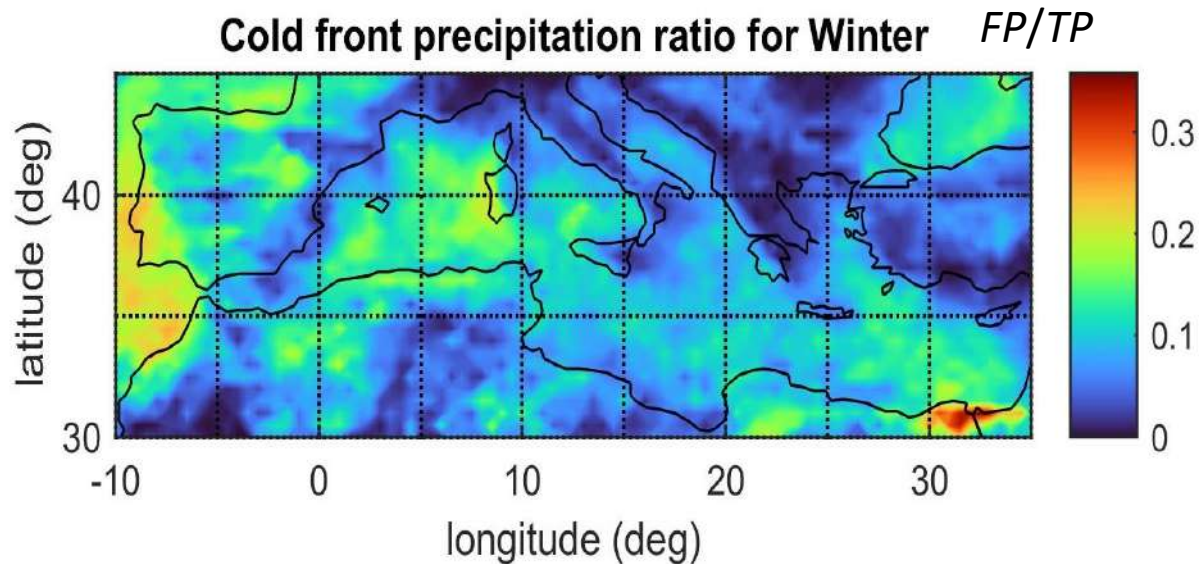 Cold front precipitation ratio for Winter FP/TP
latitude (deg)
40
30
-10 0 10 20 30
longitude (deg)
0.3
0.2
0.1
0